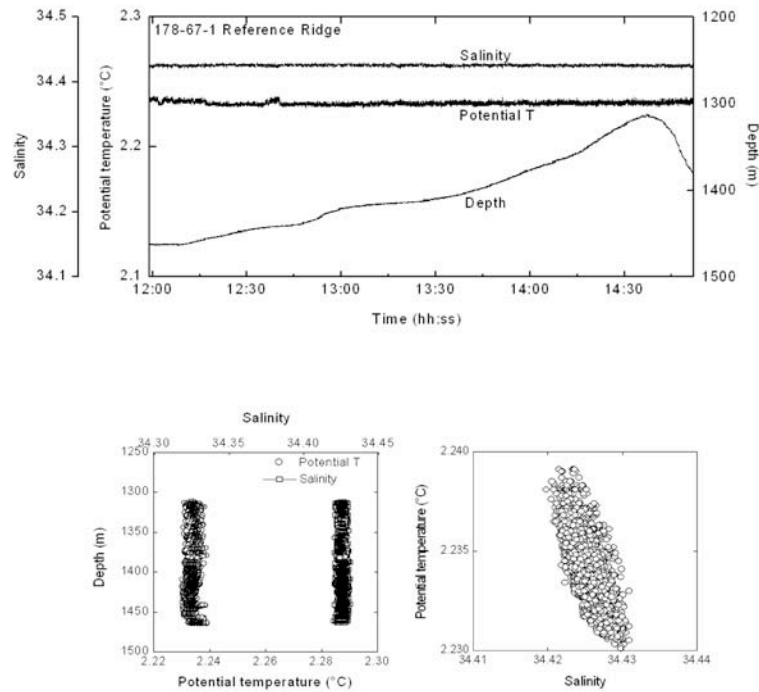 178-67-1 Reference Ridge
34.5
34.4
34.3
34.2
34.1
Salinity
2.3
2.2
2.1
Potential temperature (°C)
Salinity
Potential T
Depth
1200
1300
1400
1500
Depth (m)
12:00 12:30 13:00 13:30 14:00 14:30
Time (hh:ss)
Salinity
34.30 34.35 34.40 34.45
1250
1300
1350
1400
1450
1500
Depth (m)
Potential T
Salinity
2.22 2.24 2.26 2.28 2.30
Potential temperature (°C)
2.240
2.235
2.230
Potential temperature (°C)
34.41 34.42 34.43 34.44
Salinity